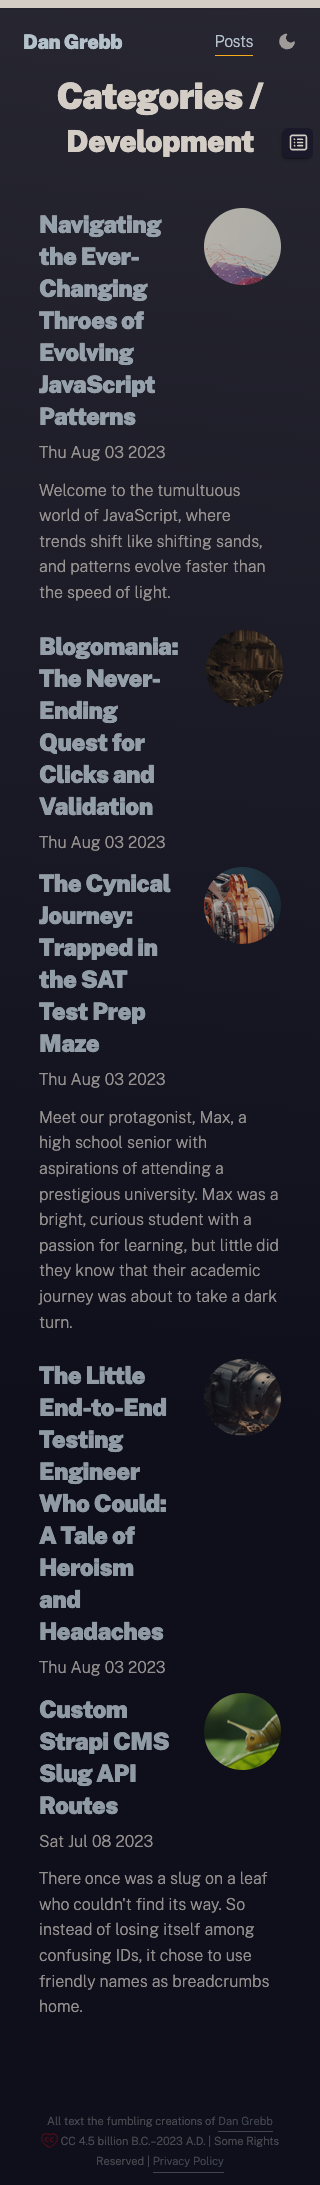 Dan Grebb
Posts
Categories /
Development
Navigating
the Ever-
Changing
Throes of
Evolving
JavaScript
Patterns
Thu Aug 03 2023
Welcome to the tumultuous
world of JavaScript, where
trends shift like shifting sands,
and patterns evolve faster than
the speed of light.
Blogomania:
The Never-
Ending
Quest for
Clicks and
Validation
Thu Aug 03 2023
The Cynical
Journey:
Trapped in
the SAT
Test Prep
Maze
Thu Aug 03 2023
Meet our protagonist, Max, a
high school senior with
aspirations of attending a
prestigious university. Max was a
bright, curious student with a
passion for learning, but little did
they know that their academic
journey was about to take a dark
turn.
The Little
End-to-End
Testing
Engineer
Who Could:
A Tale of
Heroism
and
Headaches
Thu Aug 03 2023
Custom
Strapi CMS
Slug API
Routes
Sat Jul 08 2023
There once was a slug on a leaf
who couldn't find its way. So
instead of losing itself among
confusing IDs, it chose to use
friendly names as breadcrumbs
home.
All text the fumbling creations of Dan Grebb
CC 4.5 billion B.C.–2023 A.D. | Some Rights
Reserved | Privacy Policy